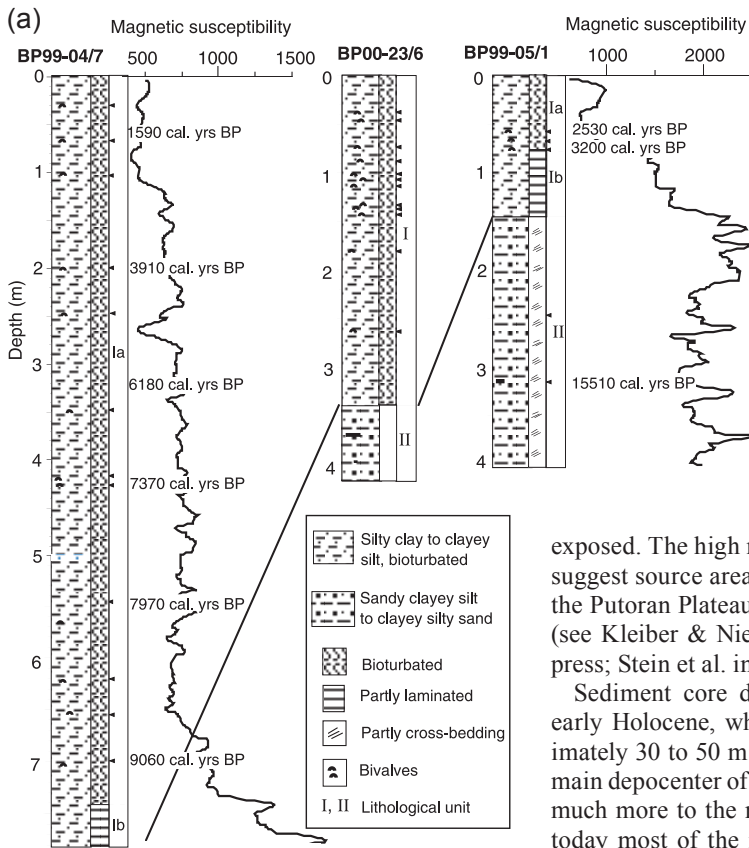 (a)
Magnetic susceptibility
Magnetic susceptibility
BP99-04/7
500
1000
1500
BP00-23/6
BP99-05/1
1000
2000
0
0
0
1590 cal. yrs BP
Ia
2530 cal. yrs BP
3200 cal. yrs BP
1
1
1
Ib
I
3910 cal. yrs BP
2
2
2
Depth (m)
Ia
II
3
3
3
6180 cal. yrs BP
15510 cal. yrs BP
II
4
4
4
7370 cal. yrs BP
5
7970 cal. yrs BP
6
9060 cal. yrs BP
7
Ib
Silty clay to clayey
silt, bioturbated
Sandy clayey silt
to clayey silty sand
Bioturbated
Partly laminated
Partly cross-bedding
Bivalves
I, II Lithological unit
exposed. The high
suggest source area
the Putoran Plateau
(see Kleiber & Nie
press; Stein et al. in
Sediment core d
early Holocene, wh
imately 30 to 50 m
main depocenter of
much more to the
today most of the